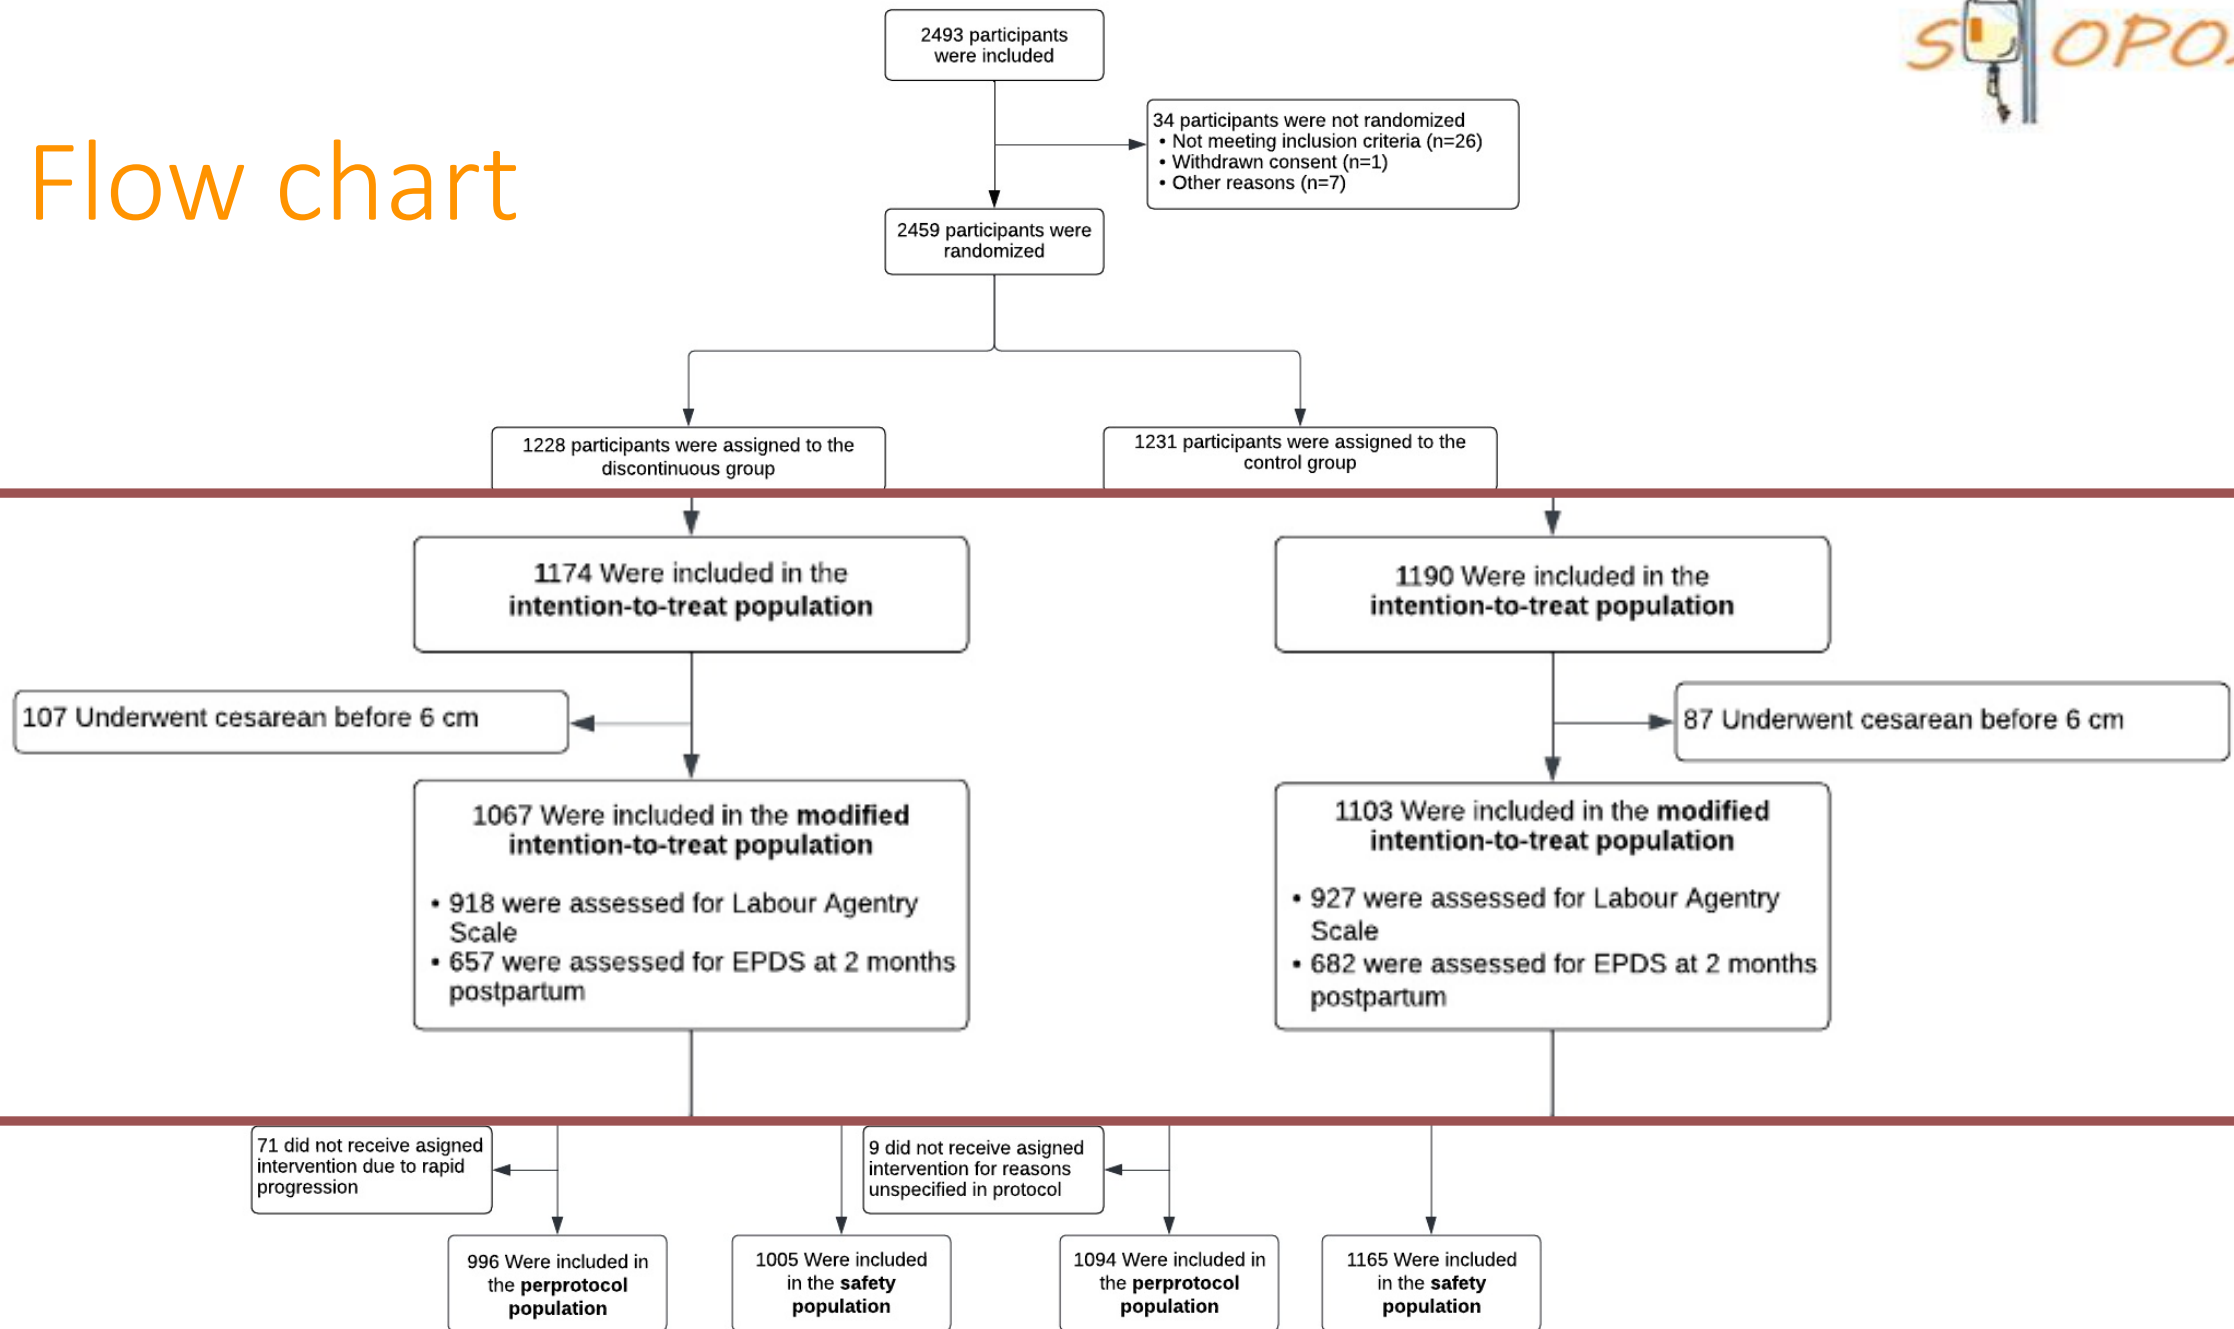 2493 participants
were included
S OPO
34 participants were not randomized
• Not meeting inclusion criteria (n=26)
• Withdrawn consent (n=1)
• Other reasons (n=7)
Flow chart
2459 participants were
randomized
1228 participants were assigned to the
discontinuous group
1231 participants were assigned to the
control group
1174 Were included in the
intention-to-treat population
1190 Were included in the
intention-to-treat population
107 Underwent cesarean before 6 cm
87 Underwent cesarean before 6 cm
1067 Were included in the modified
intention-to-treat population
• 918 were assessed for Labour Agentry
Scale
• 657 were assessed for EPDS at 2 months
postpartum
1103 Were included in the modified
intention-to-treat population
• 927 were assessed for Labour Agentry
Scale
• 682 were assessed for EPDS at 2 months
postpartum
71 did not receive asigned
intervention due to rapid
progression
9 did not receive asigned
intervention for reasons
unspecified in protocol
996 Were included in
the perprotocol
population
1005 Were included
in the safety
population
1094 Were included in
the perprotocol
population
1165 Were included
in the safety
population